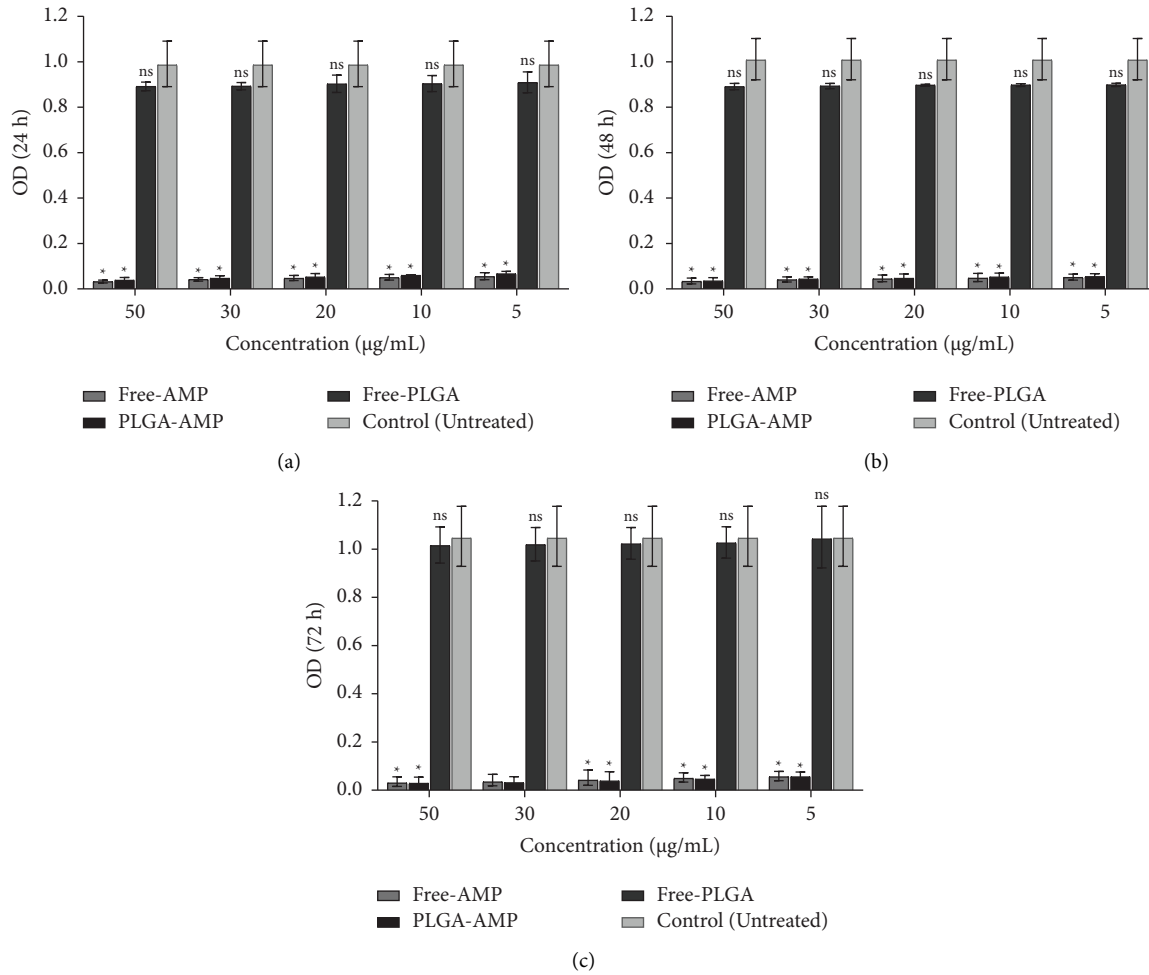 OD (24 h)
1.2
1.0
0.8
0.6
0.4
0.2
0.0
ns ns ns ns ns
* * * * * * * * * *
50 30 20 10 5
Concentration (μg/mL)
Free-AMP Free-PLGA
PLGA-AMP Control (Untreated)
(a)
OD (48 h)
1.2
1.0
0.8
0.6
0.4
0.2
0.0
ns ns ns ns ns
* * * * * * * * * *
50 30 20 10 5
Concentration (μg/mL)
Free-AMP Free-PLGA
PLGA-AMP Control (Untreated)
(b)
OD (72 h)
1.2
1.0
0.8
0.6
0.4
0.2
0.0
ns ns ns ns ns
* * * * * * * *
50 30 20 10 5
Concentration (μg/mL)
Free-AMP Free-PLGA
PLGA-AMP Control (Untreated)
(c)